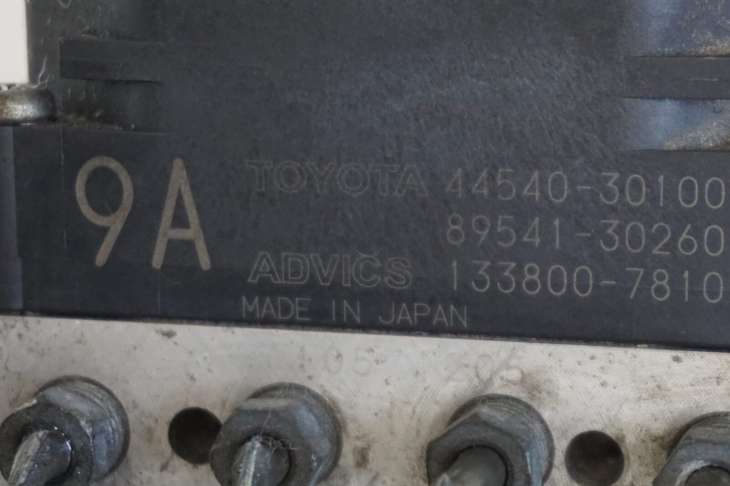 9A
TOYOTA 44540-30100
89541-30260
ADVICS 133800-7810
MADE IN JAPAN